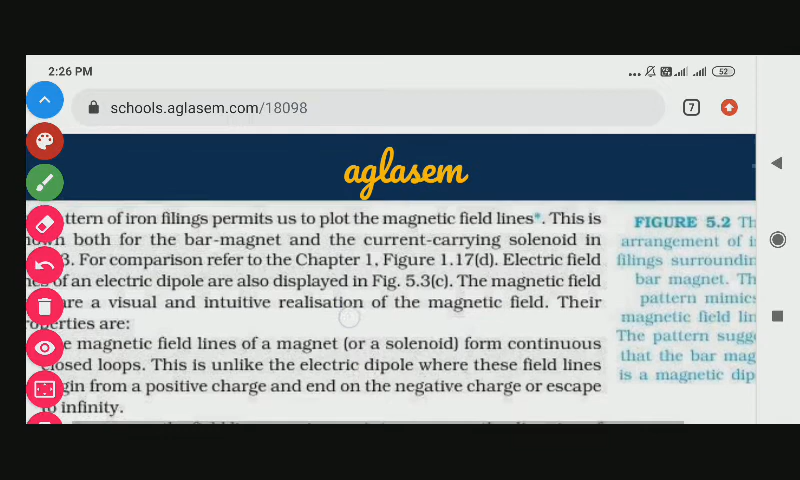 2:26 PM
52
schools.aglasem.com/18098
7
aglasem
ttern of iron filings permits us to plot the magnetic field lines*. This is
n both for the bar-magnet and the current-carrying solenoid in
3. For comparison refer to the Chapter 1, Figure 1.17(d). Electric field
of an electric dipole are also displayed in Fig. 5.3(c). The magnetic field
are a visual and intuitive realisation of the magnetic field. Their
operties are:
e magnetic field lines of a magnet (or a solenoid) form continuous
losed loops. This is unlike the electric dipole where these field lines
gin from a positive charge and end on the negative charge or escape
infinity.
FIGURE 5.2 Th
arrangement of i
filings surroundin
bar magnet. Th
pattern mimics
magnetic field lin
The pattern sugge
that the bar mag
is a magnetic dip